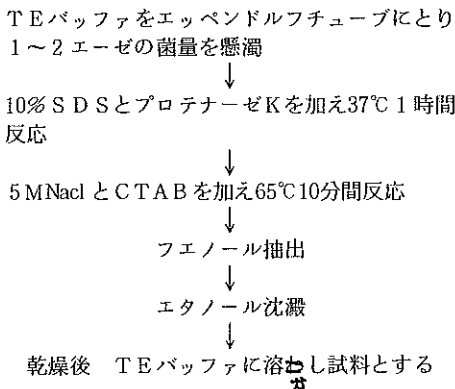 TEバッファをエッペンドルフチューブにとり
1～2エーゼの菌量を懸濁
↓
10%SDSとプロテナーゼKを加え37℃1時間
反応
↓
5MNaclとCTABを加え65℃10分間反応
↓
フエノール抽出
↓
エタノール沈澱
↓
乾燥後 TEバッファに溶し試料とする